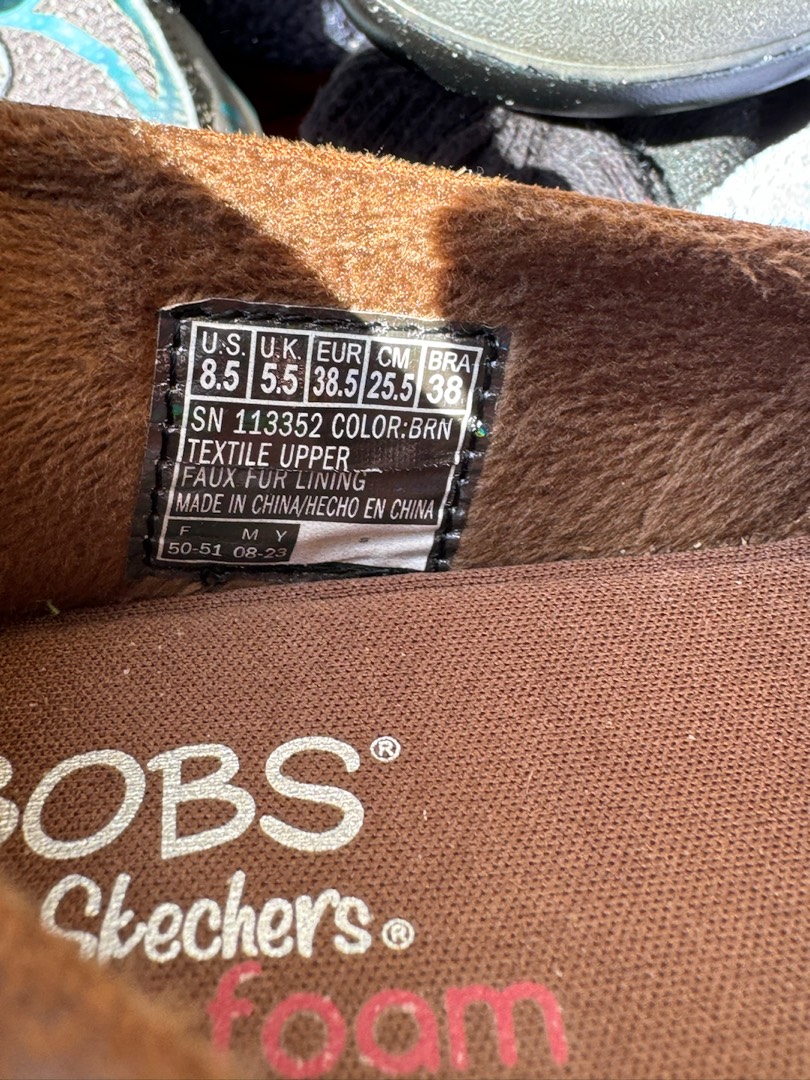 U.S. U.K. EUR CM BRA
8.5 5.5 38.5 25.5 38
SN 113352 COLOR:BRN
TEXTILE UPPER
FAUX FUR LINING
MADE IN CHINA/HECHO EN CHINA
F M Y
50-51 08-23
BOBS®
Skechers®
foam